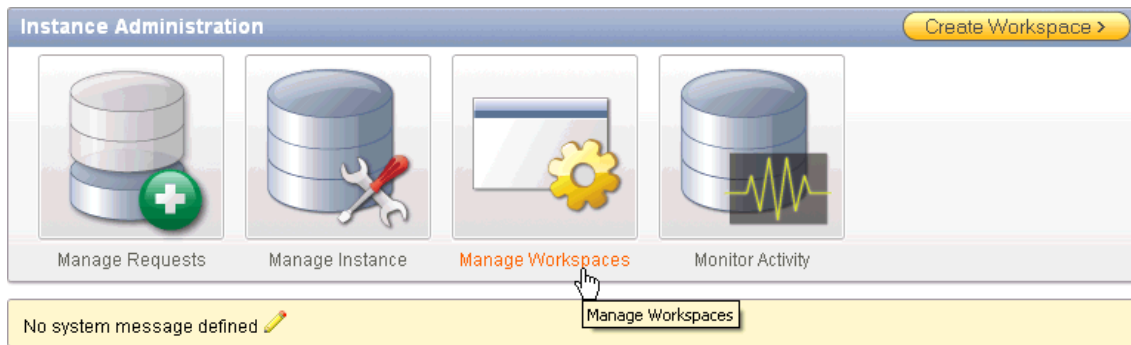 Instance Administration
Create Workspace >
Manage Requests
Manage Instance
Manage Workspaces
Monitor Activity
No system message defined
Manage Workspaces